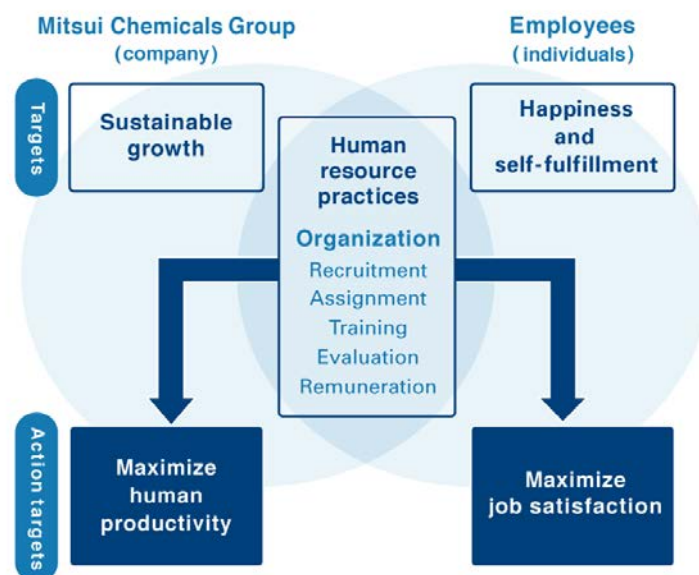 Mitsui Chemicals Group
(company)
Employees
(individuals)
Targets
Sustainable
growth
Human
resource
practices
Organization
Recruitment
Assignment
Training
Evaluation
Remuneration
Happiness
and
self-fulfillment
Action targets
Maximize
human
productivity
Maximize
job satisfaction